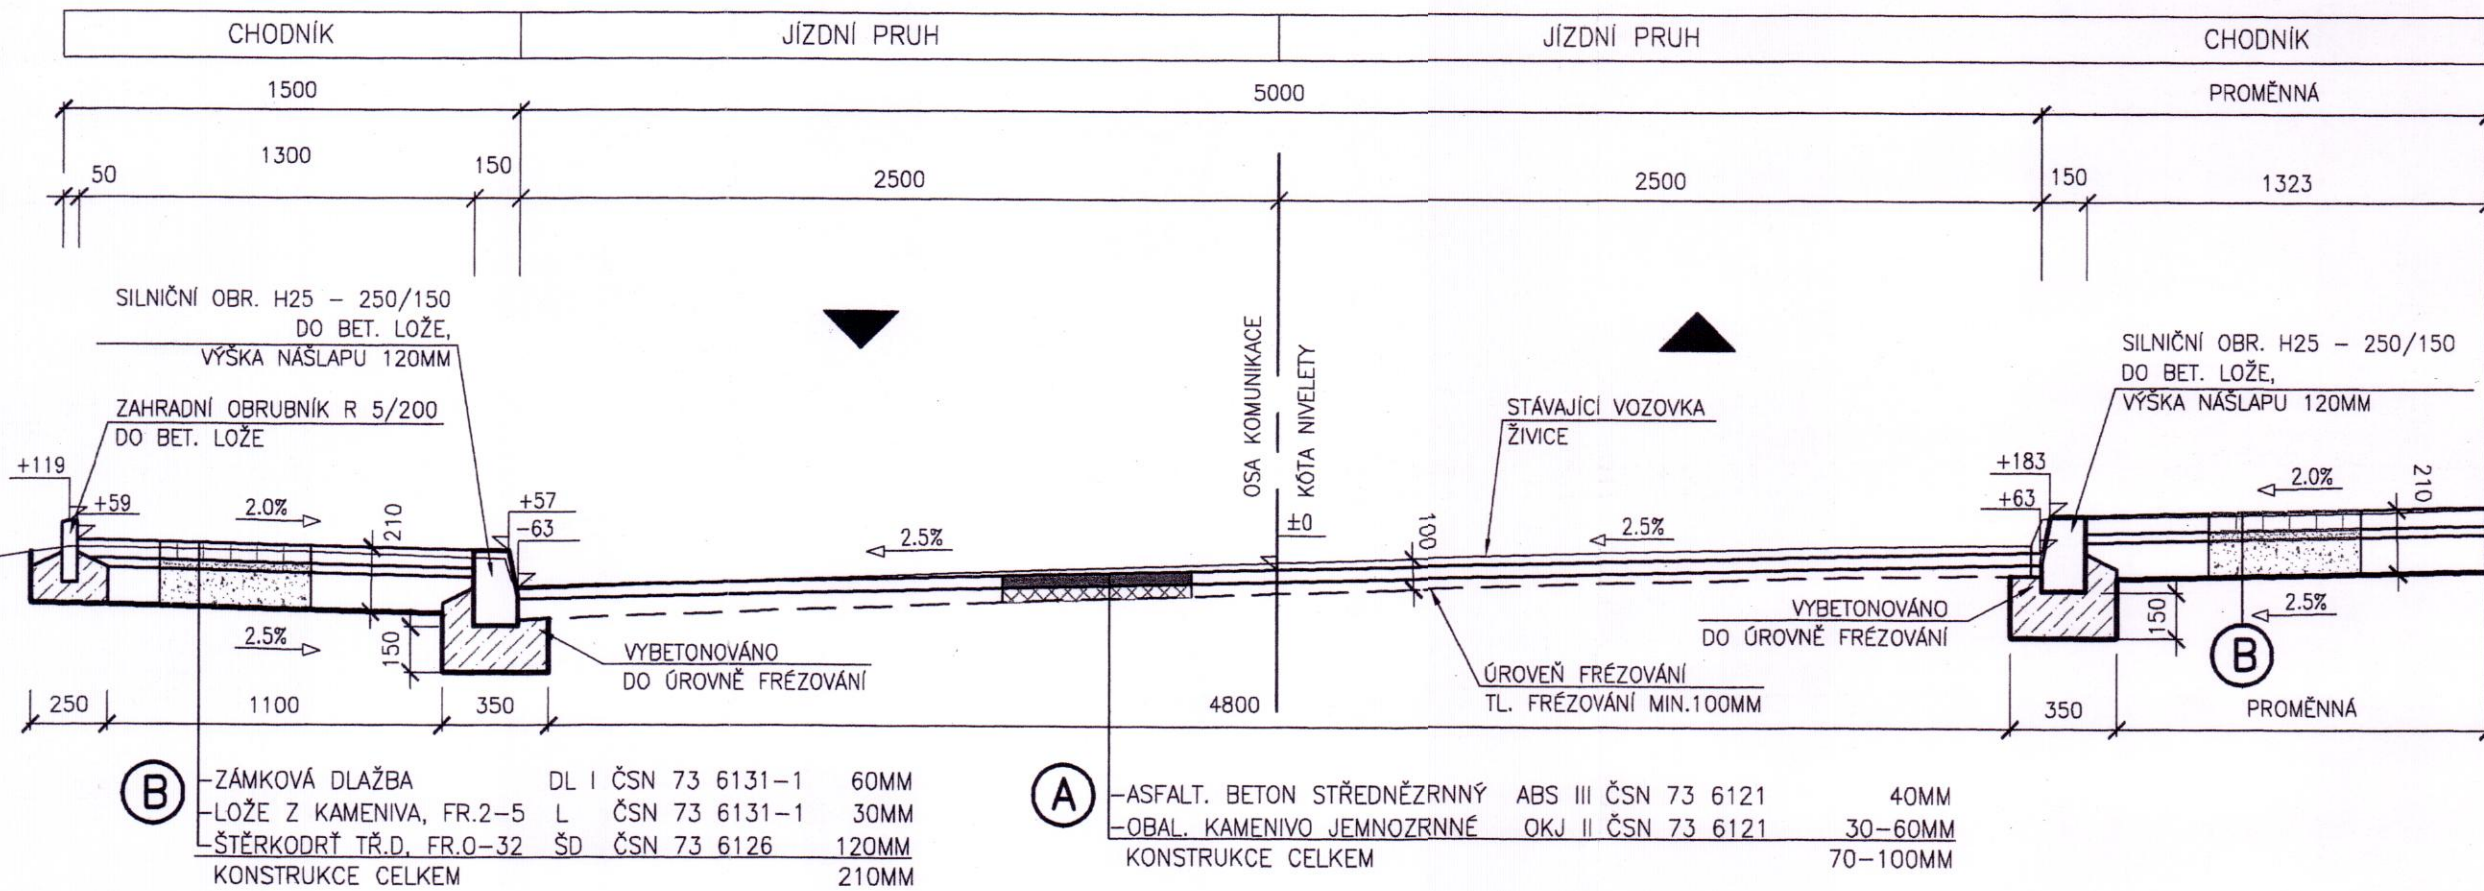 CHODNÍK
JÍZDNÍ PRUH
JÍZDNÍ PRUH
CHODNÍK
1500
5000
PROMĚNNÁ
50
1300
150
2500
2500
150
1323
SILNIČNÍ OBR. H25 – 250/150
DO BET. LOŽE,
VÝŠKA NÁŠLAPU 120MM
ZAHRADNÍ OBRUBNÍK R 5/200
DO BET. LOŽE
OSA KOMUNIKACE
KÓTA NIVELETY
STÁVAJÍCÍ VOZOVKA
ŽIVICE
SILNIČNÍ OBR. H25 – 250/150
DO BET. LOŽE,
VÝŠKA NÁŠLAPU 120MM
+119
+59
2.0%
210
+57
-63
2.5%
±0
100
2.5%
+183
+63
2.0%
210
2.5%
150
VYBETONOVÁNO
DO ÚROVNĚ FRÉZOVÁNÍ
ÚROVEŇ FRÉZOVÁNÍ
TL. FRÉZOVÁNÍ MIN.100MM
VYBETONOVÁNO
DO ÚROVNĚ FRÉZOVÁNÍ
150
2.5%
B
250
1100
350
4800
350
PROMĚNNÁ
B
ZÁMKOVÁ DLAŽBA DL I ČSN 73 6131-1 60MM
LOŽE Z KAMENIVA, FR.2-5 L ČSN 73 6131-1 30MM
ŠTĚRKODRŤ TŘ.D, FR.0-32 ŠD ČSN 73 6126 120MM
KONSTRUKCE CELKEM 210MM
A
ASFALT. BETON STŘEDNĚZRNNÝ ABS III ČSN 73 6121 40MM
OBAL. KAMENIVO JEMNOZRNNÉ OKJ II ČSN 73 6121 30-60MM
KONSTRUKCE CELKEM 70-100MM